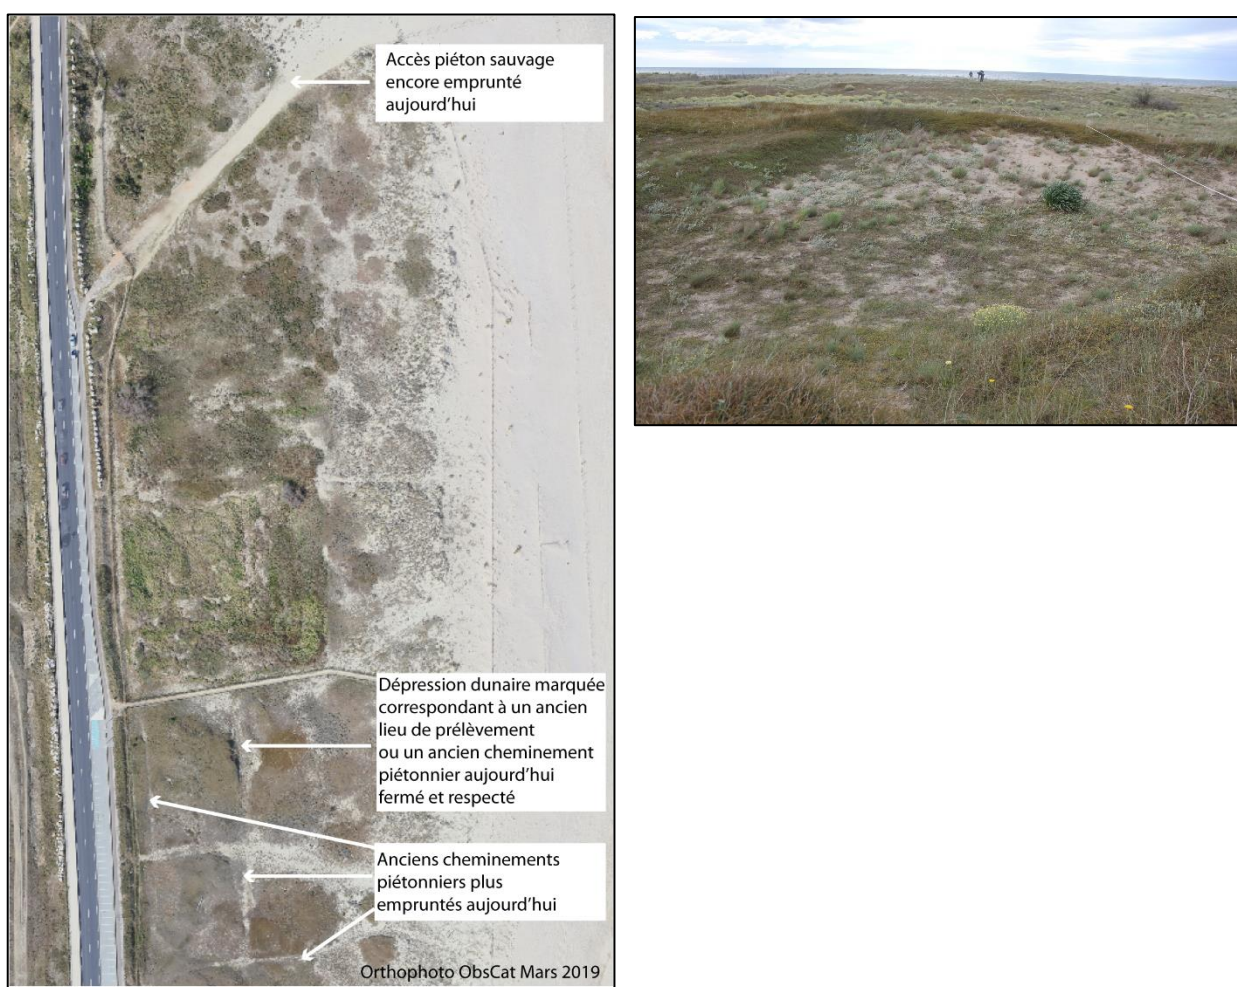 Accès piéton sauvage
encore emprunté
aujourd’hui
Dépression dunaire marquée
correspondant à un ancien
lieu de prélèvement
ou un ancien cheminement
piétonnier aujourd’hui
fermé et respecté
Anciens cheminements
piétonniers plus
empruntés aujourd’hui
Orthophoto ObsCat Mars 2019